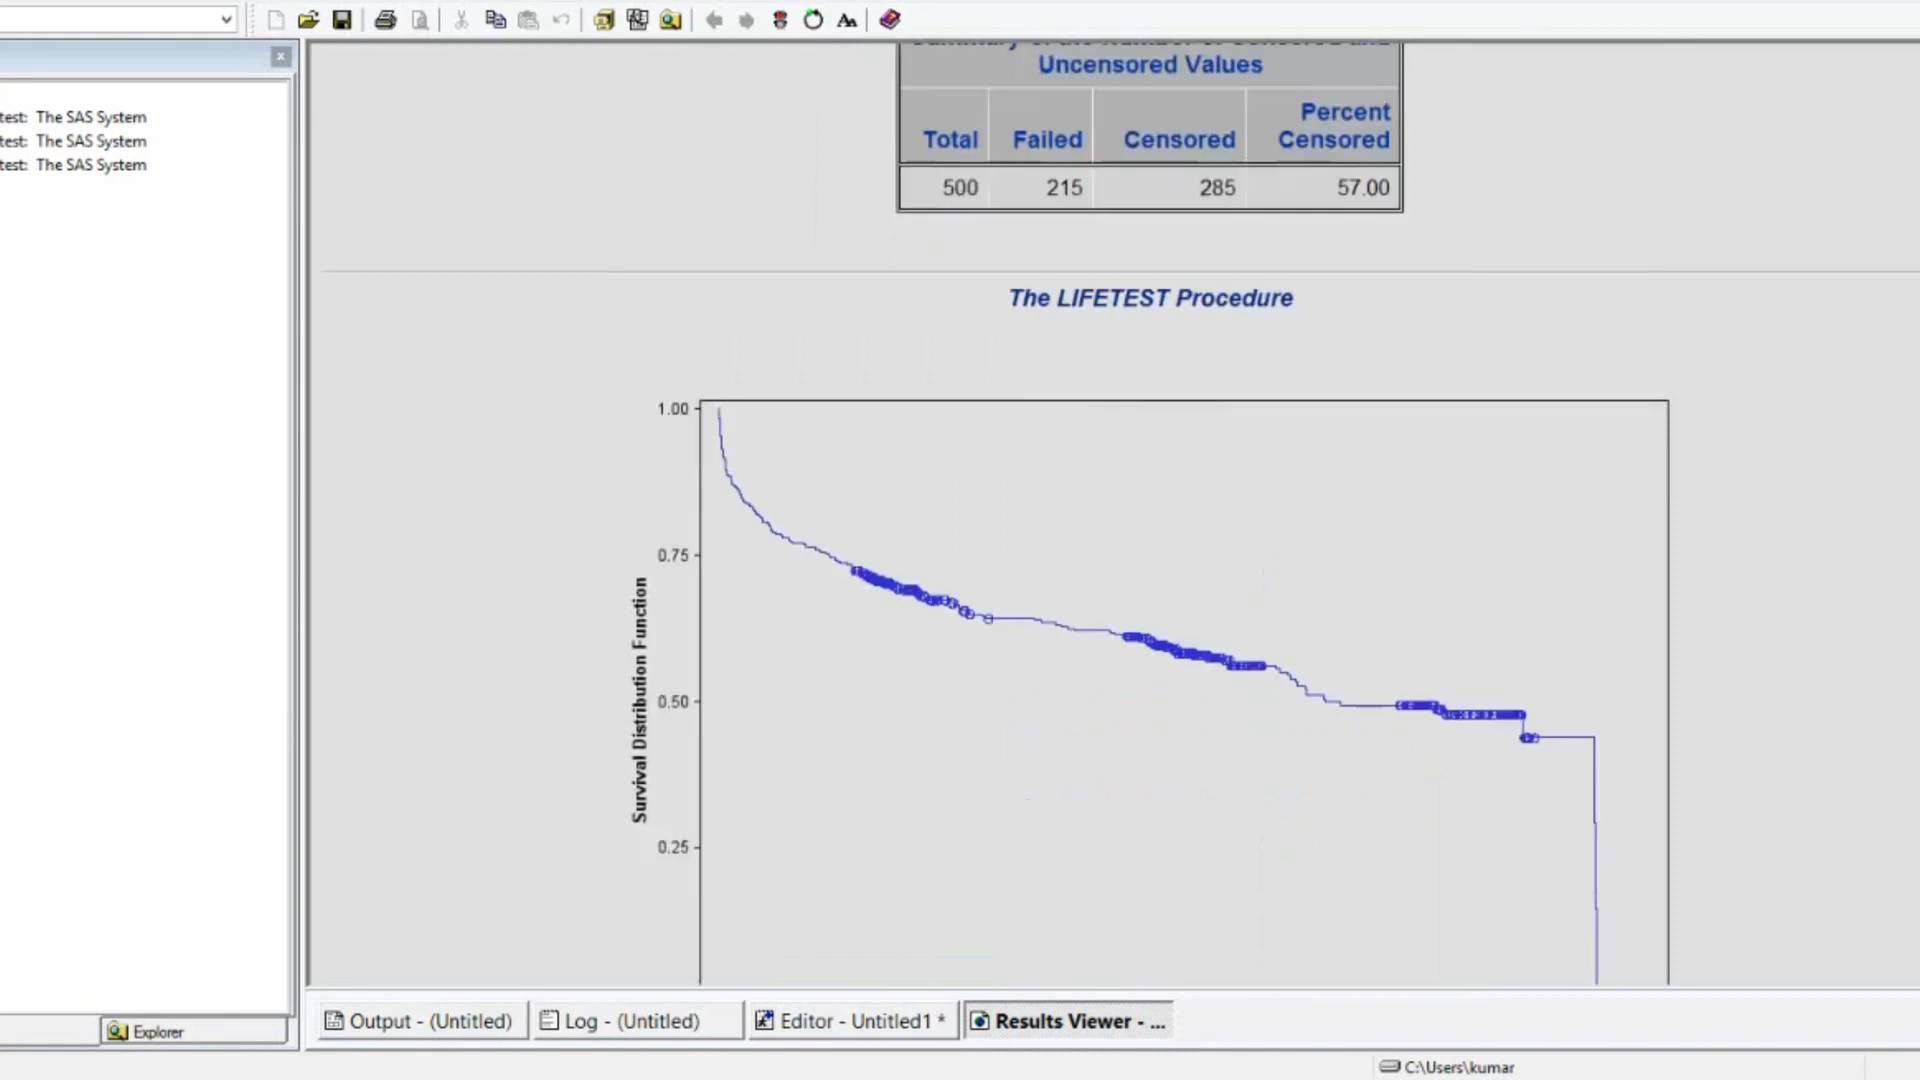 test: The SAS System
test: The SAS System
test: The SAS System
Uncensored Values
Total Failed Censored Percent Censored
500 215 285 57.00
The LIFETEST Procedure
1.00
0.75
0.50
0.25
Survival Distribution Function
Explorer
Output - (Untitled)
Log - (Untitled)
Editor - Untitled1 *
Results Viewer - ...
C:\Users\kumar